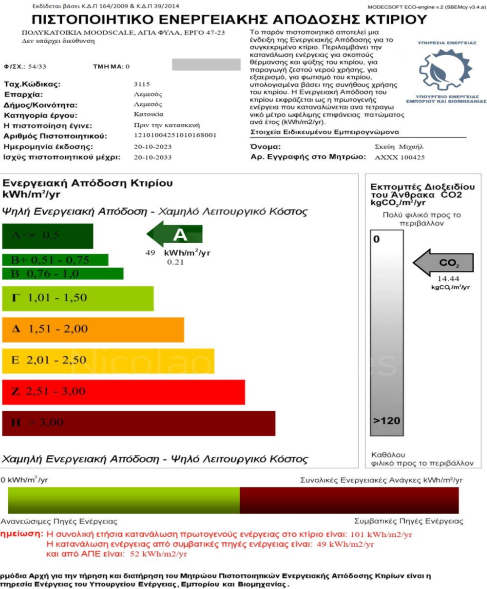 Εκδίδεται βάσει Κ.Δ.Π 164/2009 & Κ.Δ.Π 39/2014
MODECSOFT ECO-engine v.2 (SBEMcy v3.4.a)
ΠΙΣΤΟΠΟΙΗΤΙΚΟ ΕΝΕΡΓΕΙΑΚΗΣ ΑΠΟΔΟΣΗΣ ΚΤΙΡΙΟΥ
ΠΟΛΥΚΑΤΟΙΚΙΑ MOODSCALE, ΑΓΙΑ ΦΥΛΑ, ΕΡΓΟ 47-23
Δεν υπάρχει διεύθυνση
Φ/ΣΧ.: 54/33 ΤΜΗΜΑ: 0
Ταχ.Κώδικας: 3115
Επαρχία: Λεμεσός
Δήμος/Κοινότητα: Λεμεσός
Κατηγορία έργου: Κατοικία
Η πιστοποίηση έγινε: Πριν την κατασκευή
Αριθμός Πιστοποιητικού: 12101004251010168001
Ημερομηνία έκδοσης: 20-10-2023
Ισχύς πιστοποιητικού μέχρι: 20-10-2033
Το παρόν πιστοποιητικό αποτελεί μια
ένδειξη της Ενεργειακής Απόδοσης για το
συγκεκριμένο κτίριο. Περιλαμβάνει την
κατανάλωση ενέργειας για σκοπούς
θέρμανσης και ψύξης του κτιρίου, για
παραγωγή ζεστού νερού χρήσης, για
εξαερισμό, για φωτισμό του κτιρίου,
υπολογισμένα βάσει της συνήθους χρήσης
του κτιρίου. Η Ενεργειακή Απόδοση του
κτιρίου εκφράζεται ως η πρωτογενής
ενέργεια που καταναλώνεται ανα τετραγω
νικό μέτρο ωφέλιμης επιφάνειας πατώματος
ανά έτος (kWh/m2/yr).
ΥΠΗΡΕΣΙΑ ΕΝΕΡΓΕΙΑΣ
ΥΠΟΥΡΓΕΙΟ ΕΝΕΡΓΕΙΑΣ
ΕΜΠΟΡΙΟΥ ΚΑΙ ΒΙΟΜΗΧΑΝΙΑΣ
Στοιχεία Ειδικευμένου Εμπειρογνώμονα
Όνομα: Σκεύη Μιχαήλ
Αρ. Εγγραφής στο Μητρώο: AXXX 100425
Ενεργειακή Απόδοση Κτιρίου
kWh/m²/yr
Ψηλή Ενεργειακή Απόδοση - Χαμηλό Λειτουργικό Κόστος
A<= 0.5
A
49 kWh/m²/yr
0.21
B+ 0,51 - 0,75
B 0,76 - 1,0
Γ 1,01 - 1,50
Δ 1,51 - 2,00
E 2,01 - 2,50
Z 2,51 - 3,00
H > 3,00
Χαμηλή Ενεργειακή Απόδοση - Ψηλό Λειτουργικό Κόστος
Εκπομπές Διοξειδίου
του Άνθρακα CO2
kgCO₂/m²/yr
Πολύ φιλικό προς το
περιβάλλον
0
CO₂
14.44
kgCO₂/m²/yr
>120
Καθόλου
φιλικό προς το περιβάλλον
0 kWh/m²/yr
Συνολικές Ενεργειακές Ανάγκες kWh/m²/yr
Ανανεώσιμες Πηγές Ενέργειας
Συμβατικές Πηγές Ενέργειας
ημείωση: Η συνολική ετήσια κατανάλωση πρωτογενούς ενέργειας στο κτίριο είναι: 101 kWh/m2/yr
Η κατανάλωση ενέργειας από συμβατικές πηγές ενέργειας είναι: 49 kWh/m2/yr
και από ΑΠΕ είναι: 52 kWh/m2/yr
ρμόδια Αρχή για την τήρηση και διατήρηση του Μητρώου Πιστοποιητικών Ενεργειακής Απόδοσης Κτιρίων είναι η
πηρεσία Ενέργειας του Υπουργείου Ενέργειας, Εμπορίου και Βιομηχανίας.